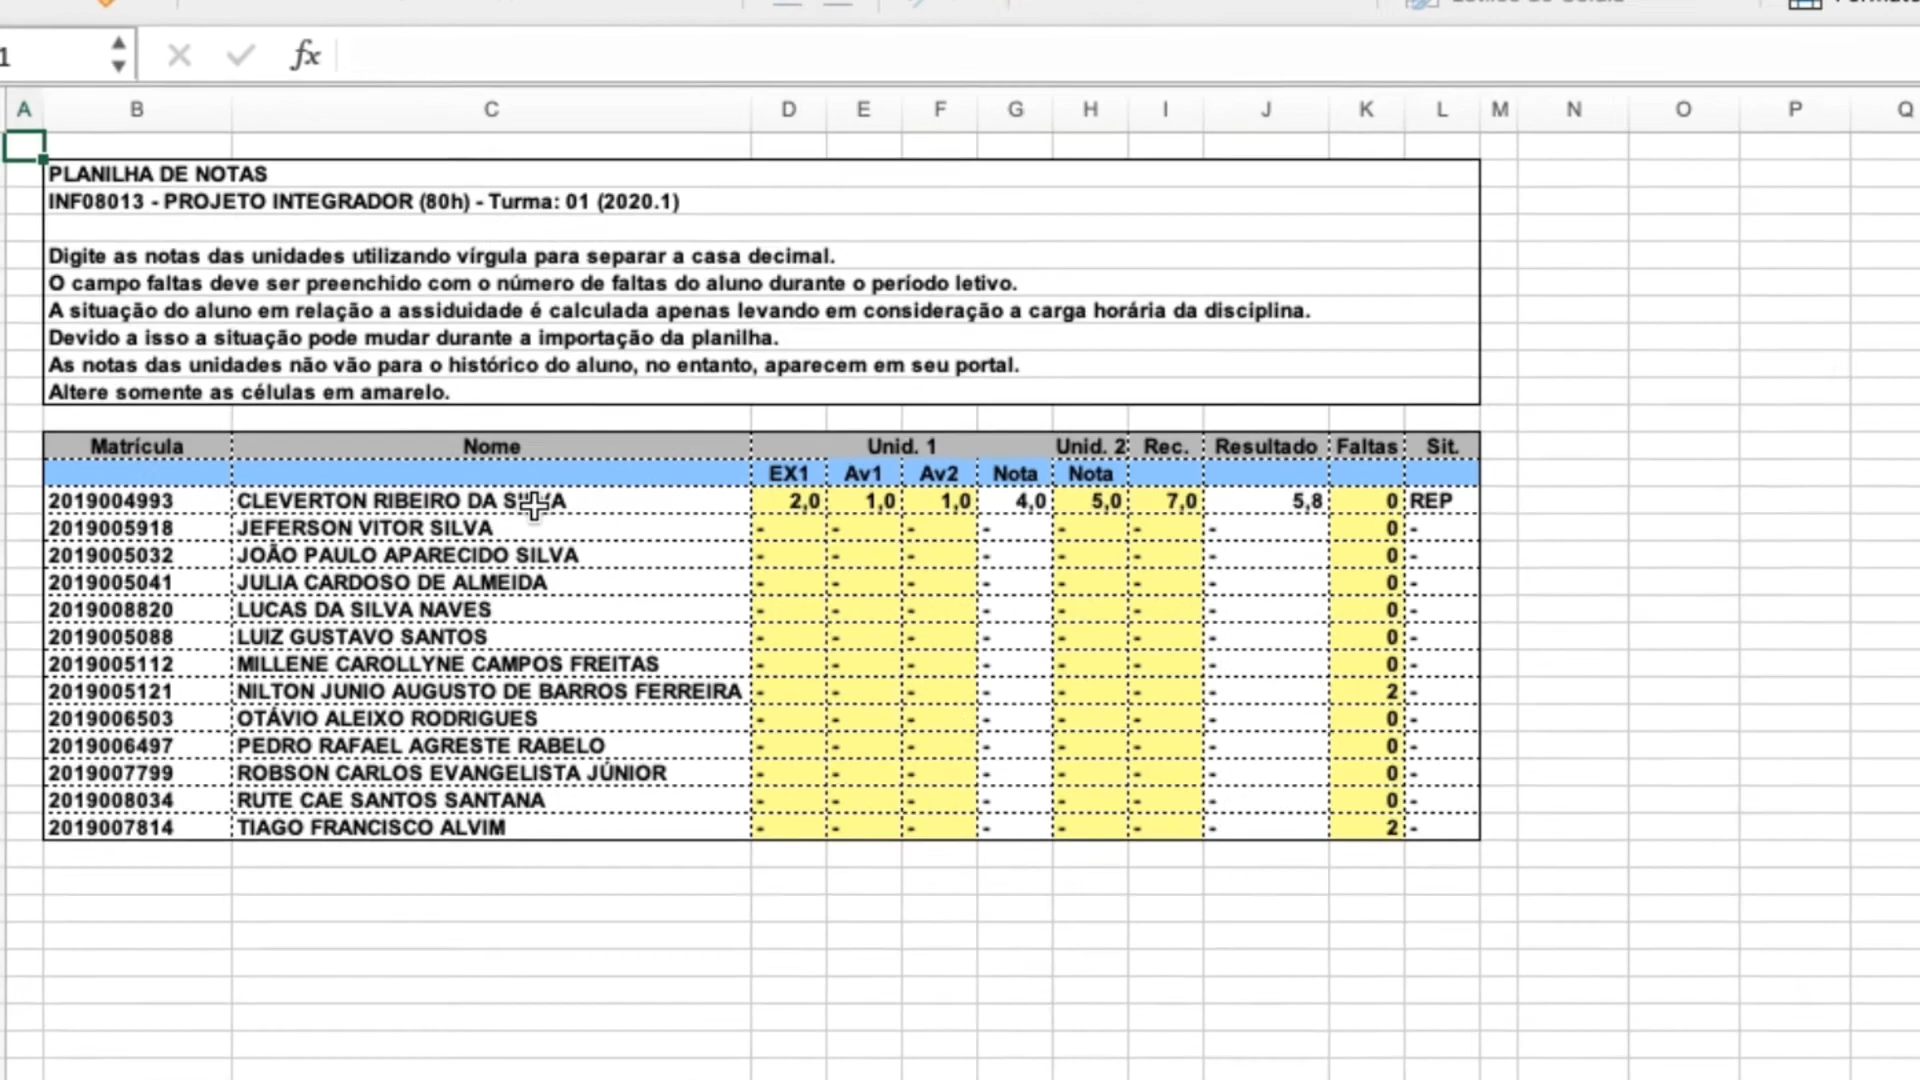 1 fx
A B C D E F G H I J K L M N O P Q
PLANILHA DE NOTAS
INF08013 - PROJETO INTEGRADOR (80h) - Turma: 01 (2020.1)
Digite as notas das unidades utilizando vírgula para separar a casa decimal.
O campo faltas deve ser preenchido com o número de faltas do aluno durante o período letivo.
A situação do aluno em relação a assiduidade é calculada apenas levando em consideração a carga horária da disciplina.
Devido a isso a situação pode mudar durante a importação da planilha.
As notas das unidades não vão para o histórico do aluno, no entanto, aparecem em seu portal.
Altere somente as células em amarelo.
Matrícula Nome Unid. 1 Unid. 2 Rec. Resultado Faltas Sit.
EX1 Av1 Av2 Nota Nota
2019004993 CLEVERTON RIBEIRO DA SILVA 2,0 1,0 1,0 4,0 5,0 7,0 5,8 0 REP
2019005918 JEFERSON VITOR SILVA - - - - - - - 0 -
2019005032 JOÃO PAULO APARECIDO SILVA - - - - - - - 0 -
2019005041 JULIA CARDOSO DE ALMEIDA - - - - - - - 0 -
2019008820 LUCAS DA SILVA NAVES - - - - - - - 0 -
2019005088 LUIZ GUSTAVO SANTOS - - - - - - - 0 -
2019005112 MILLENE CAROLLYNE CAMPOS FREITAS - - - - - - - 0 -
2019005121 NILTON JUNIO AUGUSTO DE BARROS FERREIRA - - - - - - - 2 -
2019006503 OTÁVIO ALEIXO RODRIGUES - - - - - - - 0 -
2019006497 PEDRO RAFAEL AGRESTE RABELO - - - - - - - 0 -
2019007799 ROBSON CARLOS EVANGELISTA JÚNIOR - - - - - - - 0 -
2019008034 RUTE CAE SANTOS SANTANA - - - - - - - 0 -
2019007814 TIAGO FRANCISCO ALVIM - - - - - - - 2 -